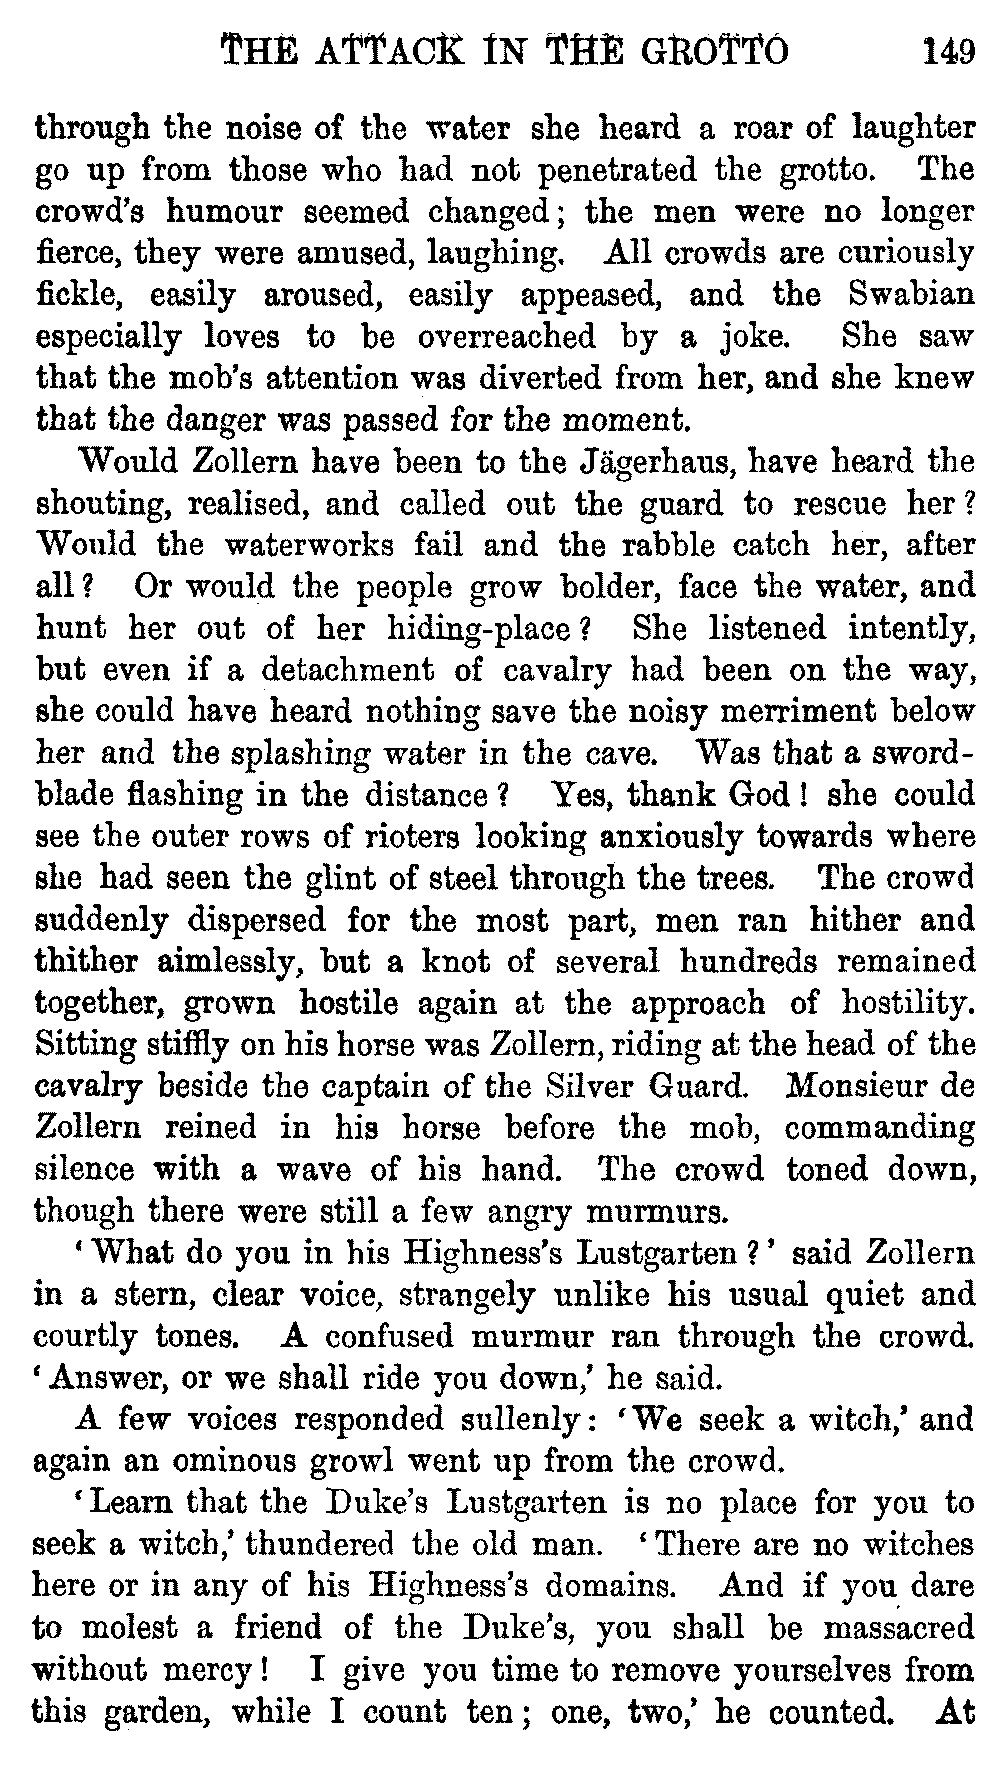 THE ATTACK IN THE GROTTO 149
through the noise of the water she heard a roar of laughter
go up from those who had not penetrated the grotto. The
crowd's humour seemed changed; the men were no longer
fierce, they were amused, laughing. All crowds are curiously
fickle, easily aroused, easily appeased, and the Swabian
especially loves to be overreached by a joke. She saw
that the mob's attention was diverted from her, and she knew
that the danger was passed for the moment.
Would Zollern have been to the Jägerhaus, have heard the
shouting, realised, and called out the guard to rescue her?
Would the waterworks fail and the rabble catch her, after
all? Or would the people grow bolder, face the water, and
hunt her out of her hiding-place? She listened intently,
but even if a detachment of cavalry had been on the way,
she could have heard nothing save the noisy merriment below
her and the splashing water in the cave. Was that a sword-
blade flashing in the distance? Yes, thank God! she could
see the outer rows of rioters looking anxiously towards where
she had seen the glint of steel through the trees. The crowd
suddenly dispersed for the most part, men ran hither and
thither aimlessly, but a knot of several hundreds remained
together, grown hostile again at the approach of hostility.
Sitting stiffly on his horse was Zollern, riding at the head of the
cavalry beside the captain of the Silver Guard. Monsieur de
Zollern reined in his horse before the mob, commanding
silence with a wave of his hand. The crowd toned down,
though there were still a few angry murmurs.
'What do you in his Highness's Lustgarten?' said Zollern
in a stern, clear voice, strangely unlike his usual quiet and
courtly tones. A confused murmur ran through the crowd.
'Answer, or we shall ride you down,' he said.
A few voices responded sullenly: 'We seek a witch,' and
again an ominous growl went up from the crowd.
'Learn that the Duke's Lustgarten is no place for you to
seek a witch,' thundered the old man. 'There are no witches
here or in any of his Highness's domains. And if you dare
to molest a friend of the Duke's, you shall be massacred
without mercy! I give you time to remove yourselves from
this garden, while I count ten; one, two,' he counted. At